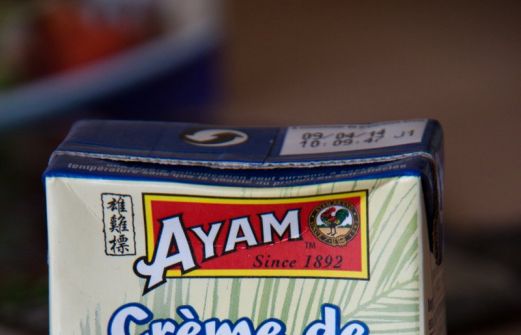 09/04/14 J1
10:09:47
雄雞標
AYAM
TM
Since 1892
Crème de